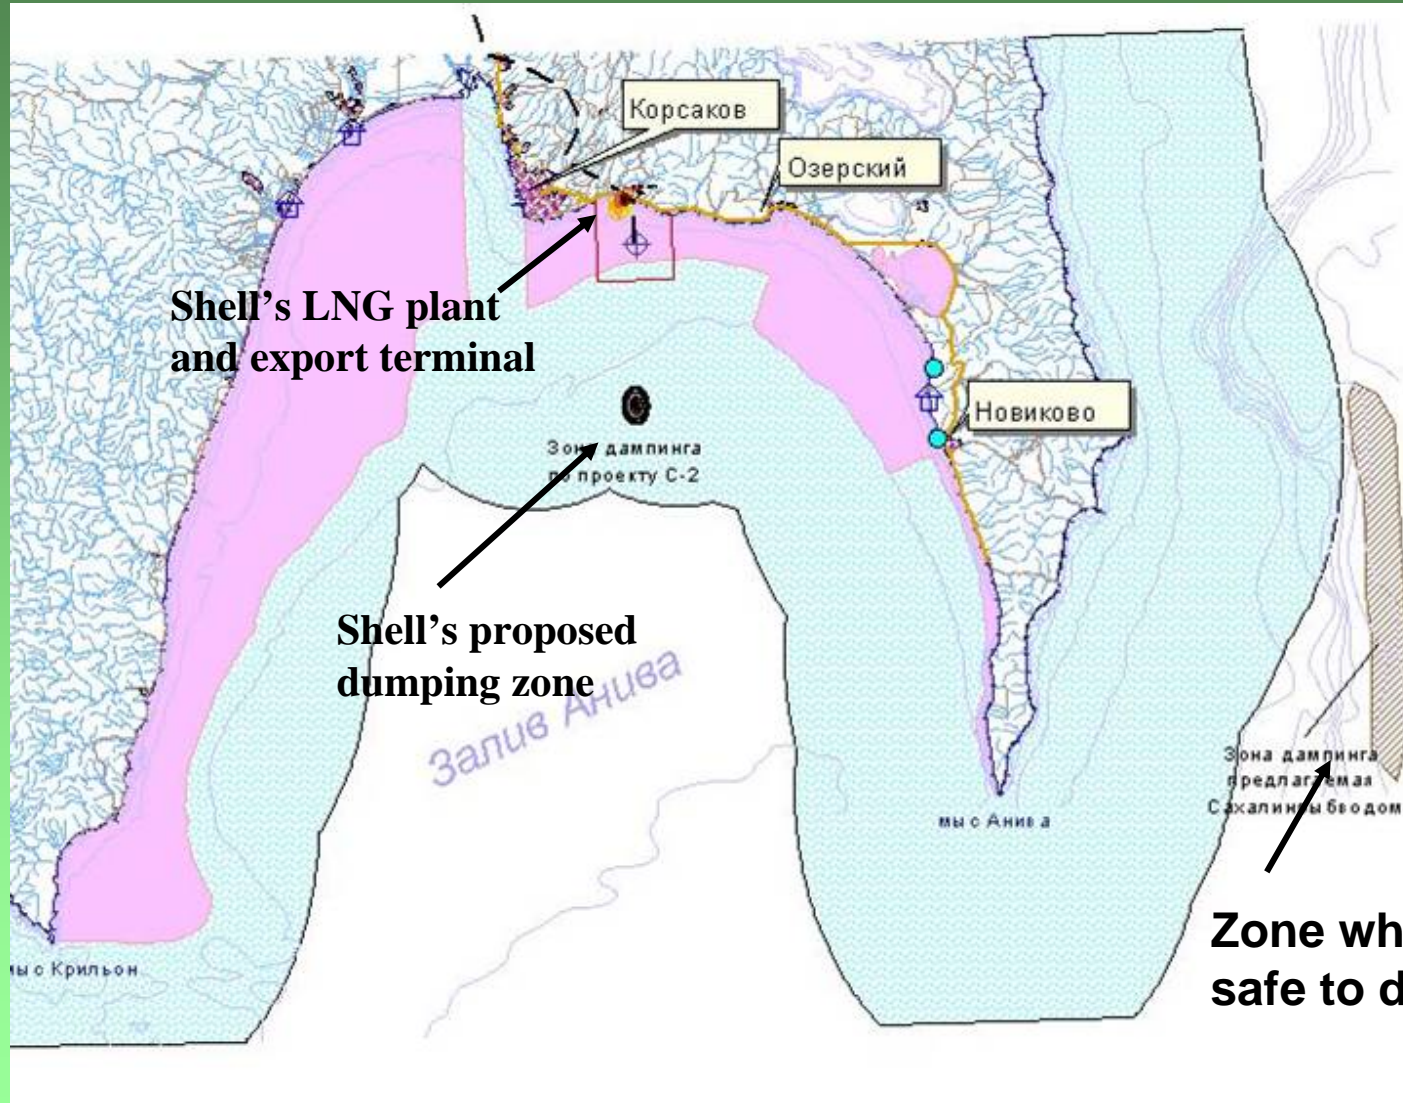 Корсаков
Озерский
Shell's LNG plant
and export terminal
Новиково
Зона дампинга
по проекту С-2
Shell's proposed
dumping zone
Залив Анива
Зона дампинга
предлагаемая
Сахалинрыбводом
мыс Анива
Zone wh
safe to d
мыс Крильон